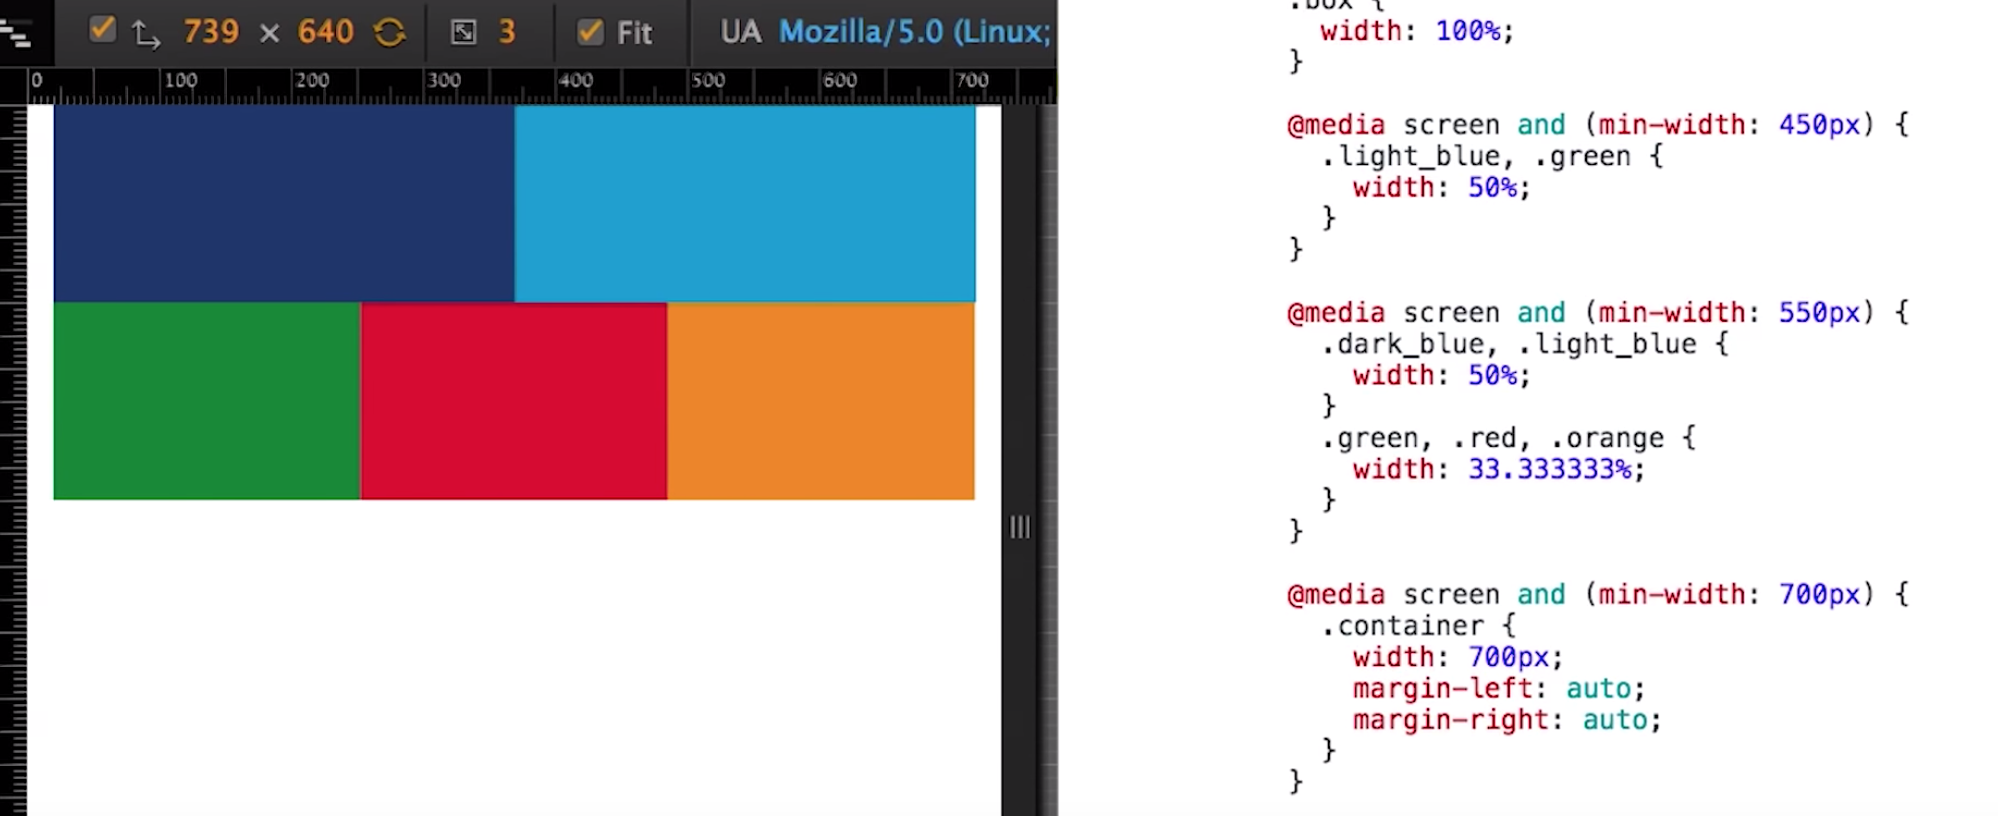 739 × 640 3 Fit UA Mozilla/5.0 (Linux;
0 100 200 300 400 500 600 700
.box {
width: 100%;
}
@media screen and (min-width: 450px) {
.light_blue, .green {
width: 50%;
}
}
@media screen and (min-width: 550px) {
.dark_blue, .light_blue {
width: 50%;
}
.green, .red, .orange {
width: 33.333333%;
}
}
@media screen and (min-width: 700px) {
.container {
width: 700px;
margin-left: auto;
margin-right: auto;
}
}